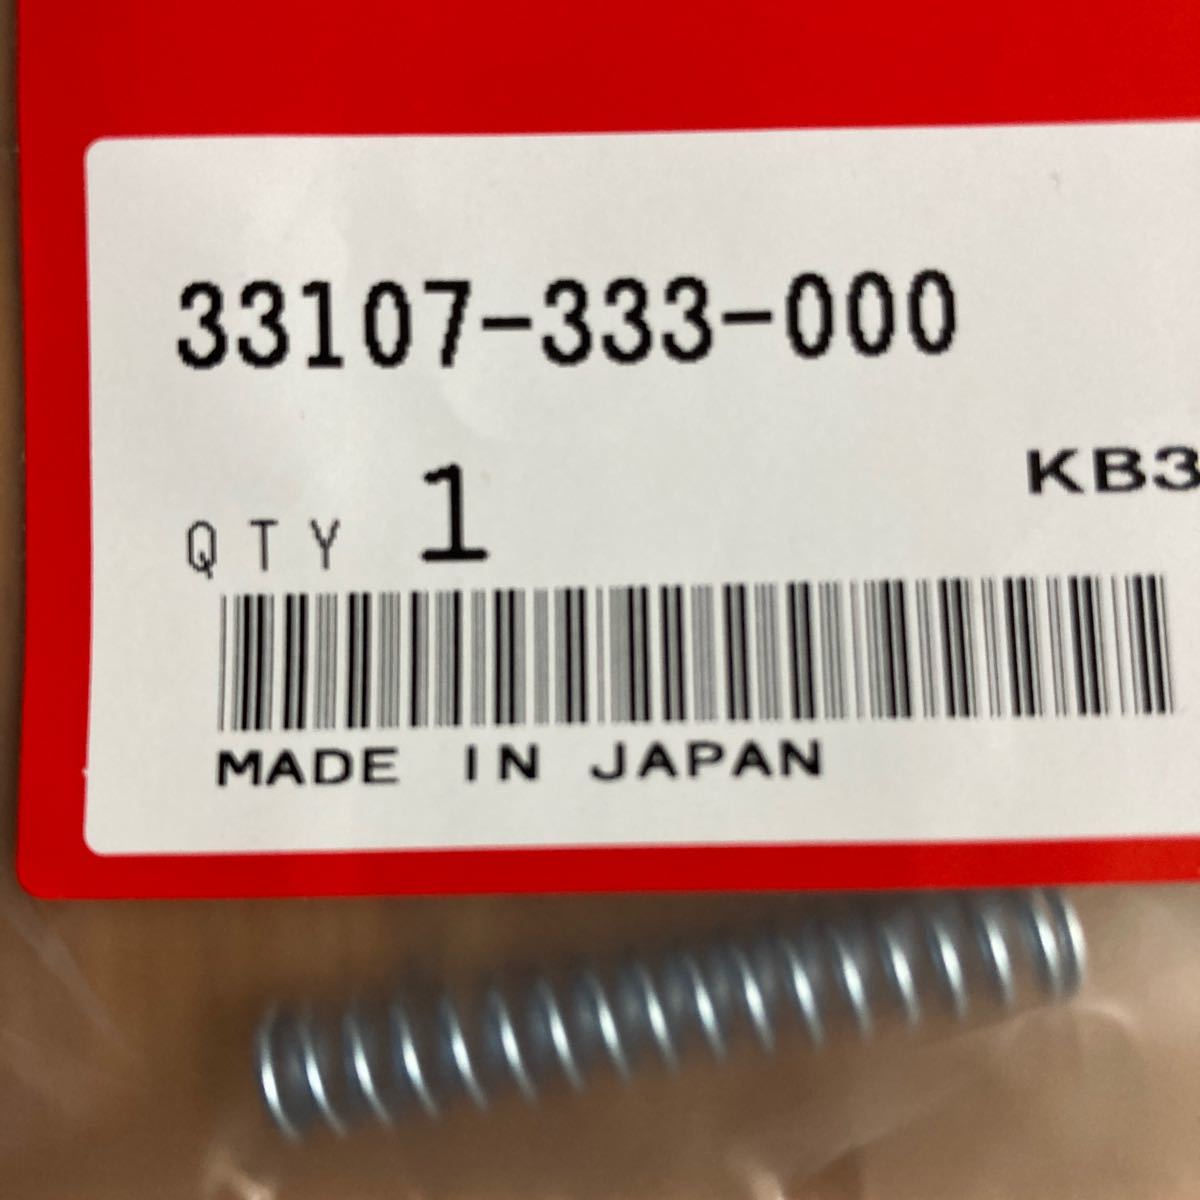 33107-333-000
KB3
QTY 1
MADE IN JAPAN